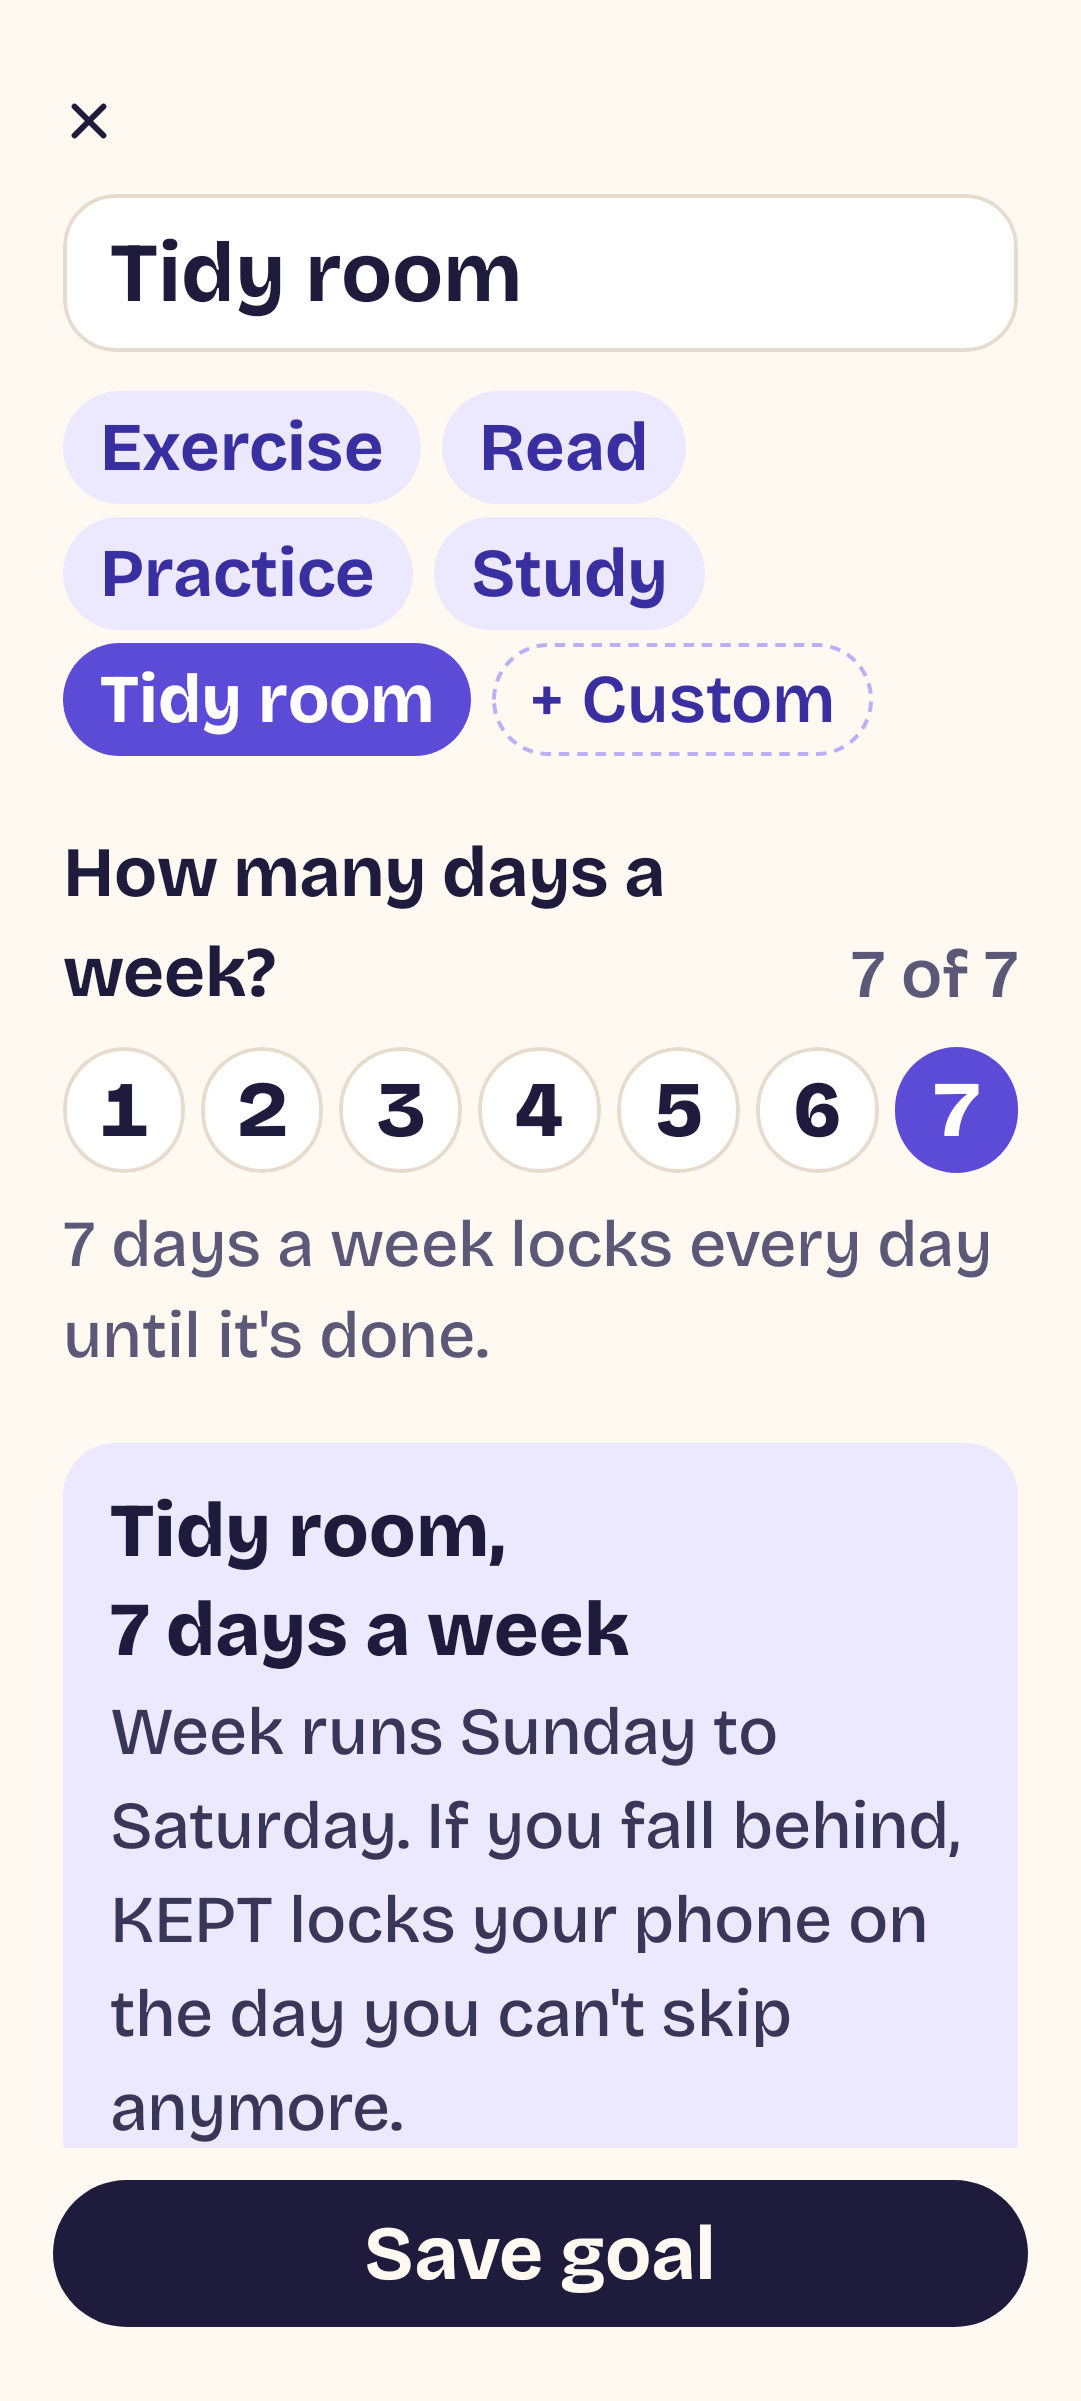 Tidy room
Exercise
Read
Practice
Study
Tidy room
+ Custom
How many days a
week?
7 of 7
1 2 3 4 5 6 7
7 days a week locks every day
until it's done.
Tidy room,
7 days a week
Week runs Sunday to
Saturday. If you fall behind,
KEPT locks your phone on
the day you can't skip
anymore.
Save goal